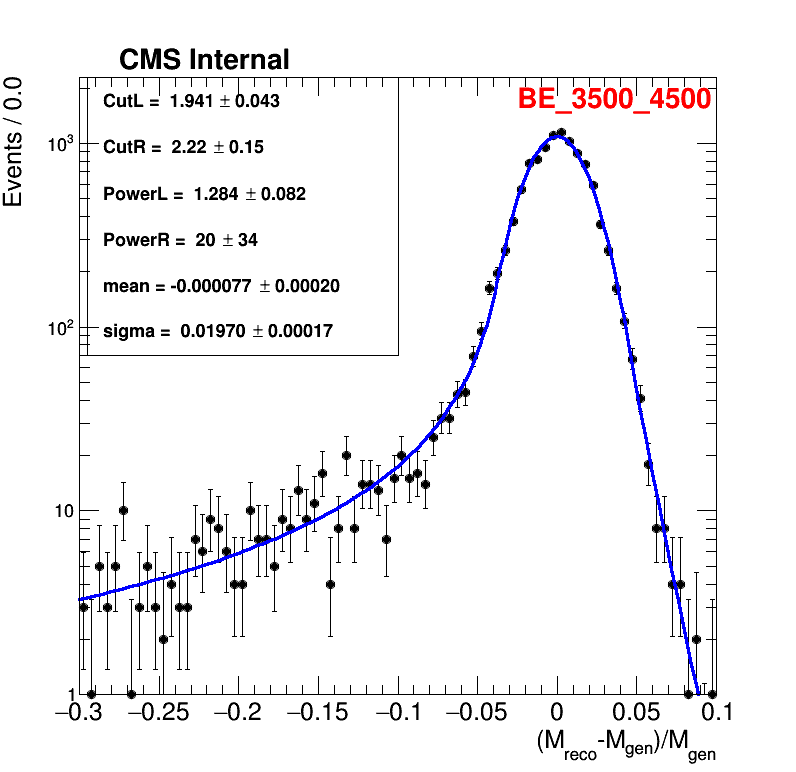 CMS Internal
Events / 0.0
BE_3500_4500
CutL = 1.941 ± 0.043
CutR = 2.22 ± 0.15
PowerL = 1.284 ± 0.082
PowerR = 20 ± 34
mean = -0.000077 ± 0.00020
sigma = 0.01970 ± 0.00017
10³
10²
10
1
−0.3 −0.25 −0.2 −0.15 −0.1 −0.05 0 0.05 0.1
(M_reco-M_gen)/M_gen